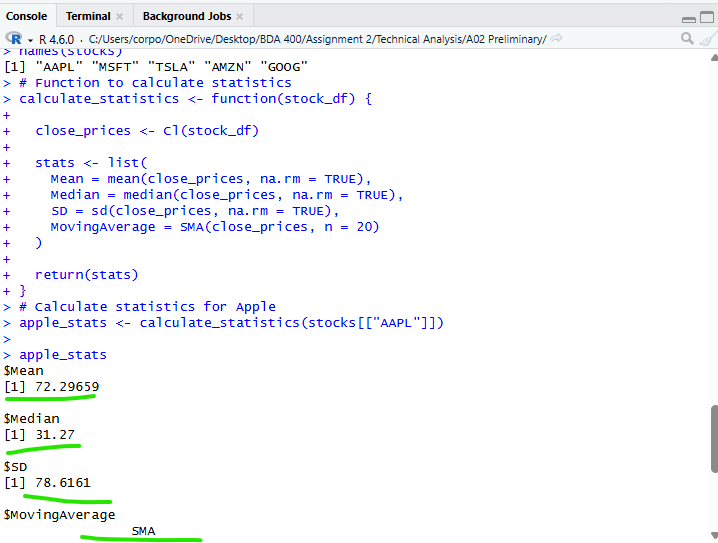 Console Terminal × Background Jobs ×
R 4.6.0 · C:/Users/corpo/OneDrive/Desktop/BDA 400/Assignment 2/Technical Analysis/A02 Preliminary/
> names(stocks)
[1] "AAPL" "MSFT" "TSLA" "AMZN" "GOOG"
> # Function to calculate statistics
> calculate_statistics <- function(stock_df) {
+
+   close_prices <- Cl(stock_df)
+
+   stats <- list(
+     Mean = mean(close_prices, na.rm = TRUE),
+     Median = median(close_prices, na.rm = TRUE),
+     SD = sd(close_prices, na.rm = TRUE),
+     MovingAverage = SMA(close_prices, n = 20)
+   )
+
+   return(stats)
+ }
> # Calculate statistics for Apple
> apple_stats <- calculate_statistics(stocks[["AAPL"]])
>
> apple_stats
$Mean
[1] 72.29659
$Median
[1] 31.27
$SD
[1] 78.6161
$MovingAverage
SMA